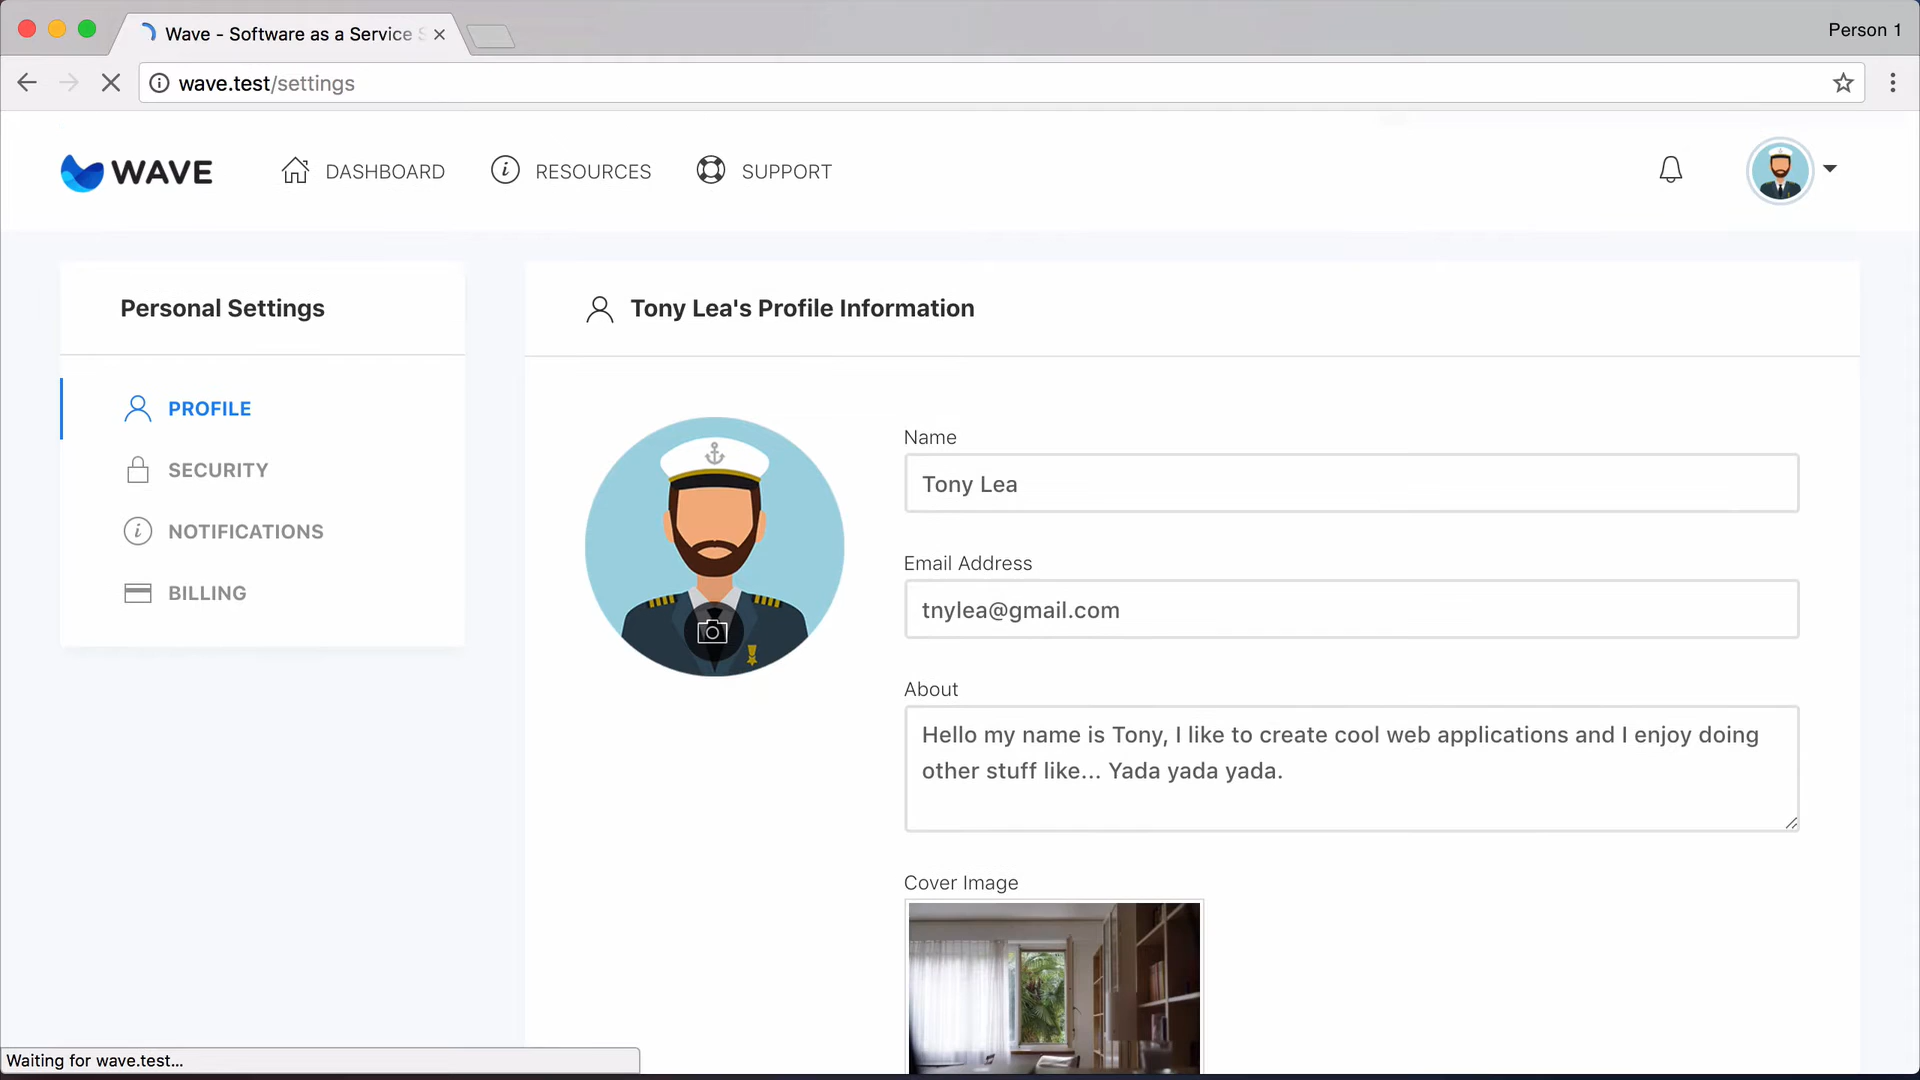 Wave - Software as a Service
Person 1
wave.test/settings
WAVE
DASHBOARD
RESOURCES
SUPPORT
Personal Settings
PROFILE
SECURITY
NOTIFICATIONS
BILLING
Tony Lea's Profile Information
Name
Tony Lea
Email Address
tnylea@gmail.com
About
Hello my name is Tony, I like to create cool web applications and I enjoy doing
other stuff like... Yada yada yada.
Cover Image
Waiting for wave.test...